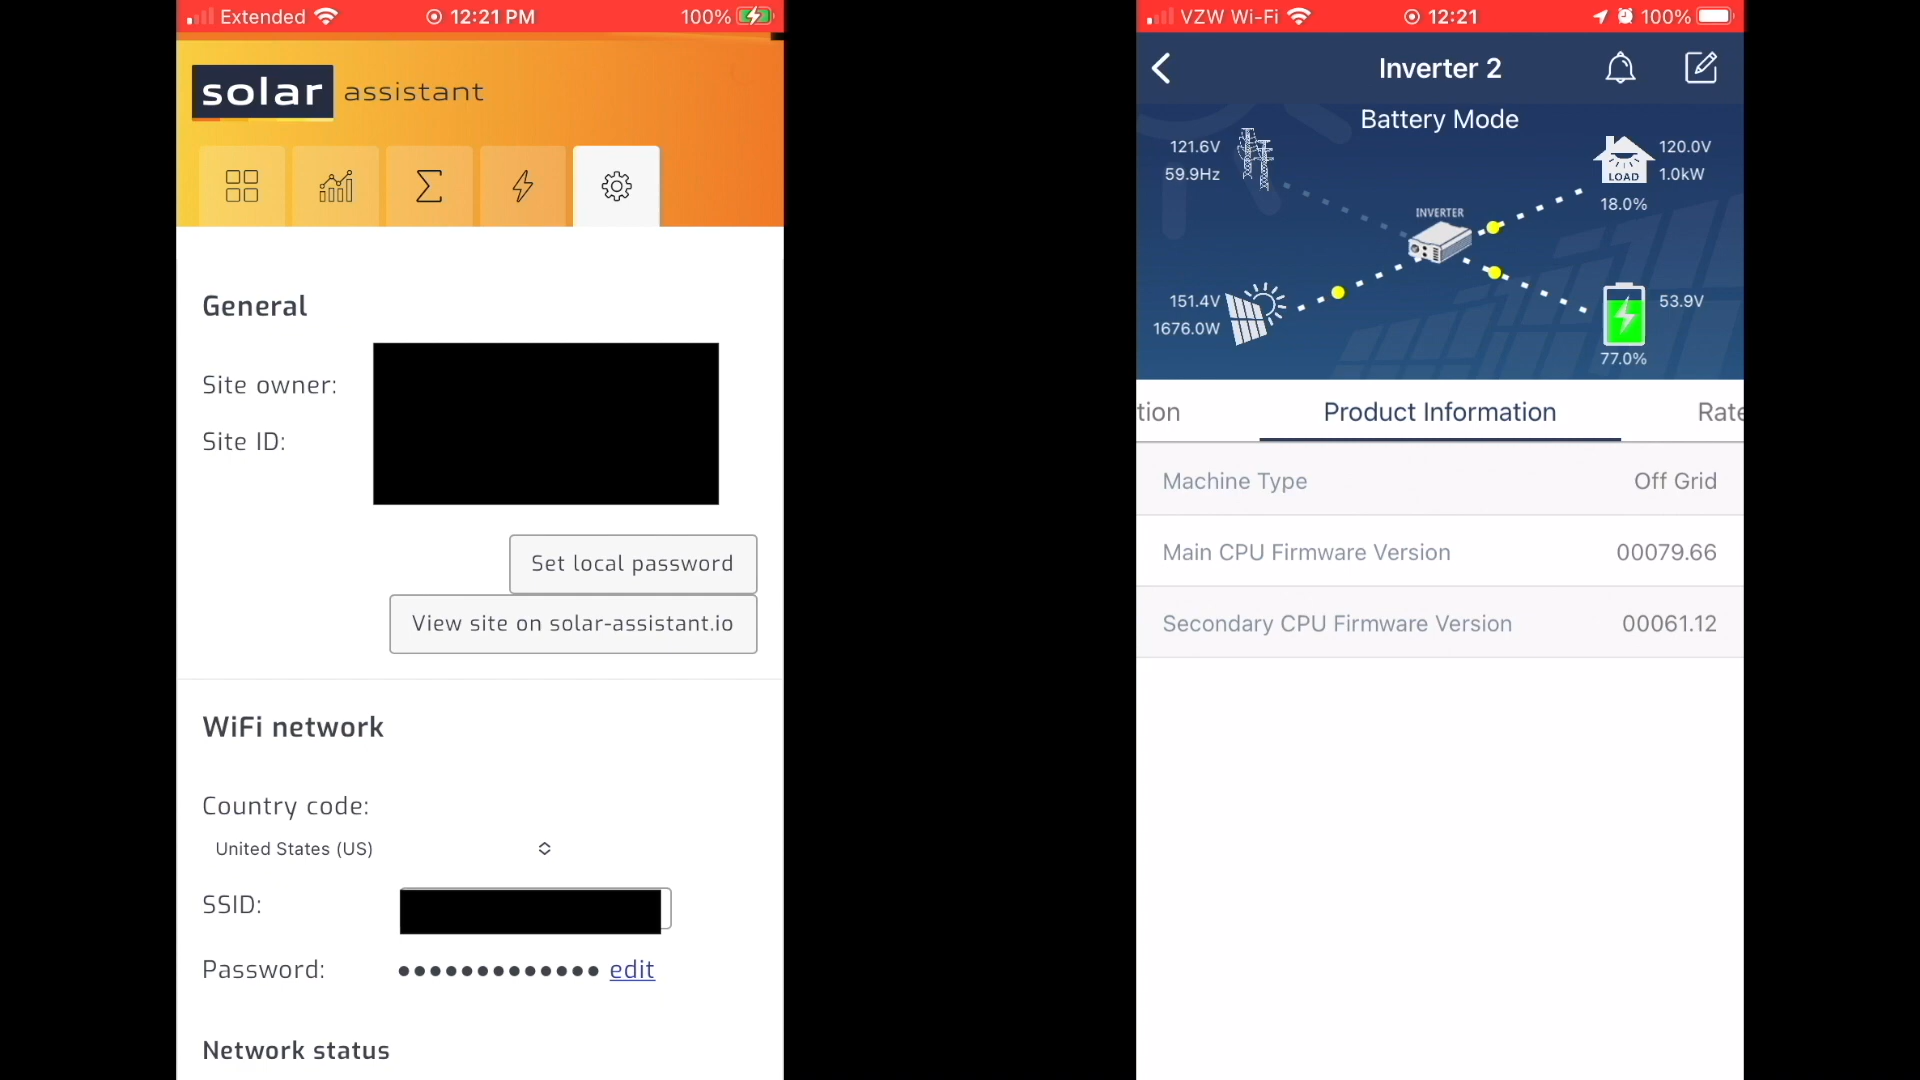 Extended 12:21 PM 100%
solar assistant
General
Site owner:
Site ID:
Set local password
View site on solar-assistant.io
WiFi network
Country code:
United States (US)
SSID:
Password: ●●●●●●●●●●●●● edit
Network status
VZW Wi-Fi 12:21 100%
Inverter 2
Battery Mode
121.6V
59.9Hz
LOAD
120.0V
1.0kW
18.0%
INVERTER
151.4V
1676.0W
53.9V
77.0%
tion Product Information Rate
Machine Type Off Grid
Main CPU Firmware Version 00079.66
Secondary CPU Firmware Version 00061.12